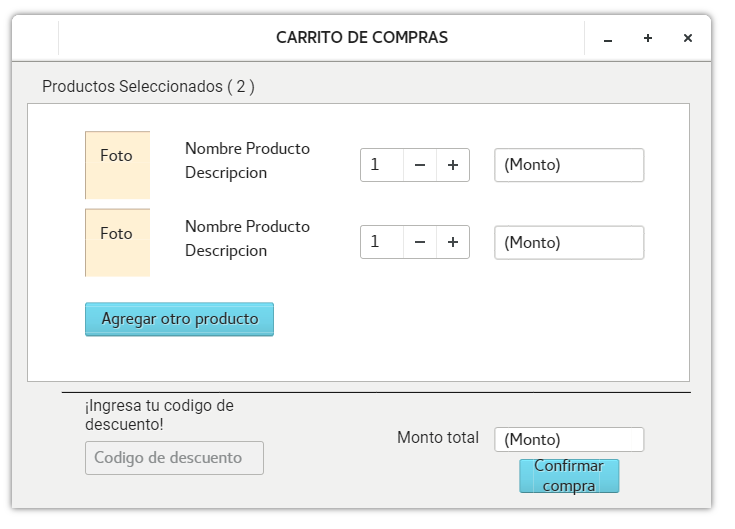 CARRITO DE COMPRAS
Productos Seleccionados ( 2 )
Foto
Nombre Producto
Descripcion
1
(Monto)
Foto
Nombre Producto
Descripcion
1
(Monto)
Agregar otro producto
¡Ingresa tu codigo de
descuento!
Codigo de descuento
Monto total
(Monto)
Confirmar
compra